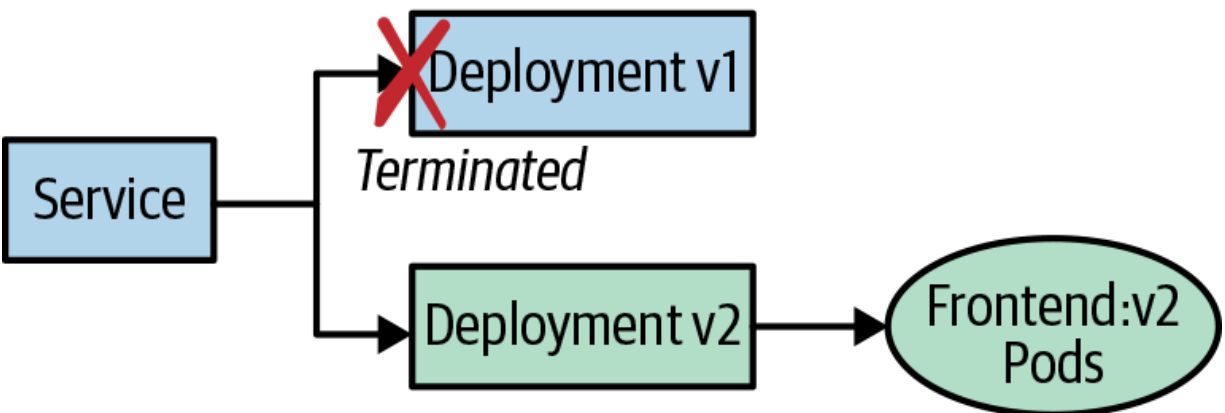 Deployment v1
Terminated
Service
Deployment v2
Frontend:v2
Pods